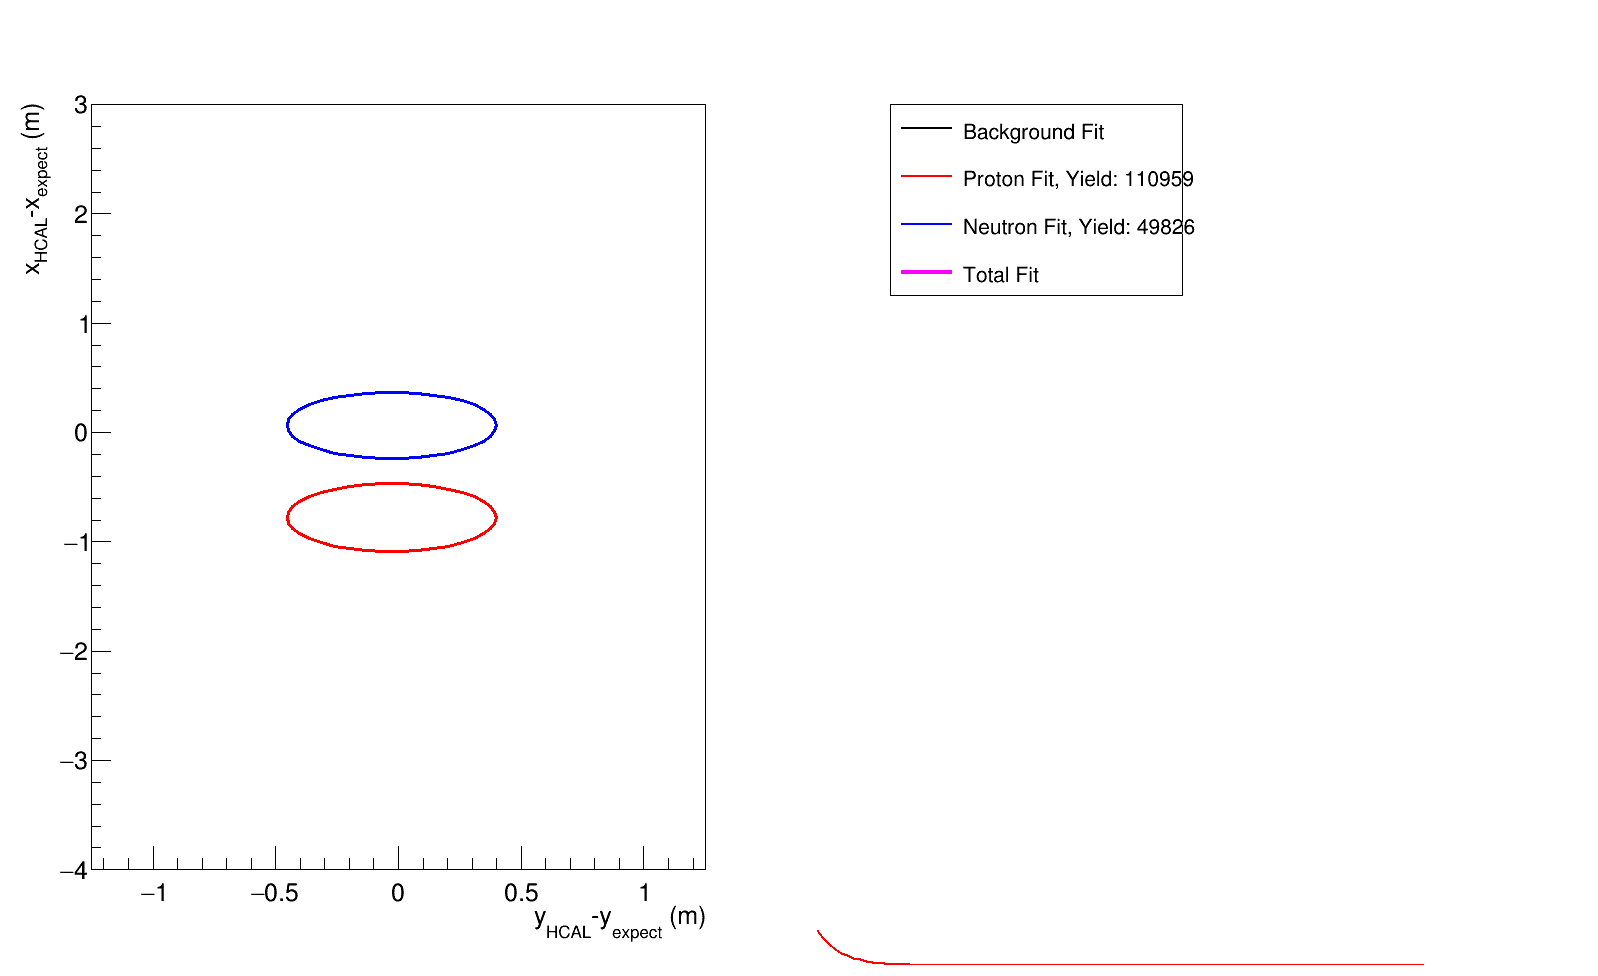 x_HCAL-x_expect (m)
3
2
1
0
−1
−2
−3
−4
−1 −0.5 0 0.5 1
y_HCAL-y_expect (m)
Background Fit
Proton Fit, Yield: 110959
Neutron Fit, Yield: 49826
Total Fit